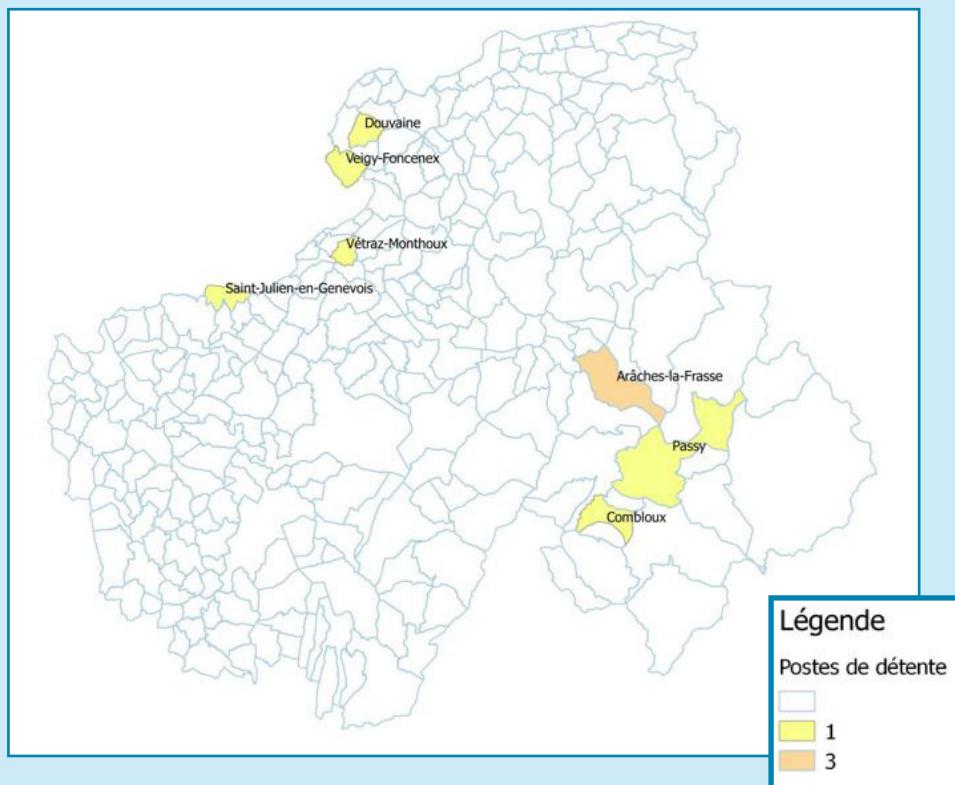 Douvaine
Veigy-Foncenex
Vétraz-Monthoux
Saint-Julien-en-Genevois
Arâches-la-Frasse
Passy
Combloux
Légende
Postes de détente
1
3